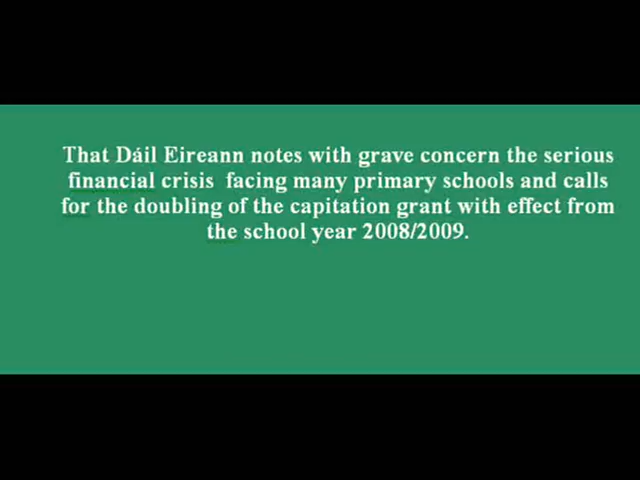 That Dáil Eireann notes with grave concern the serious
financial crisis  facing many primary schools and calls
for the doubling of the capitation grant with effect from
the school year 2008/2009.